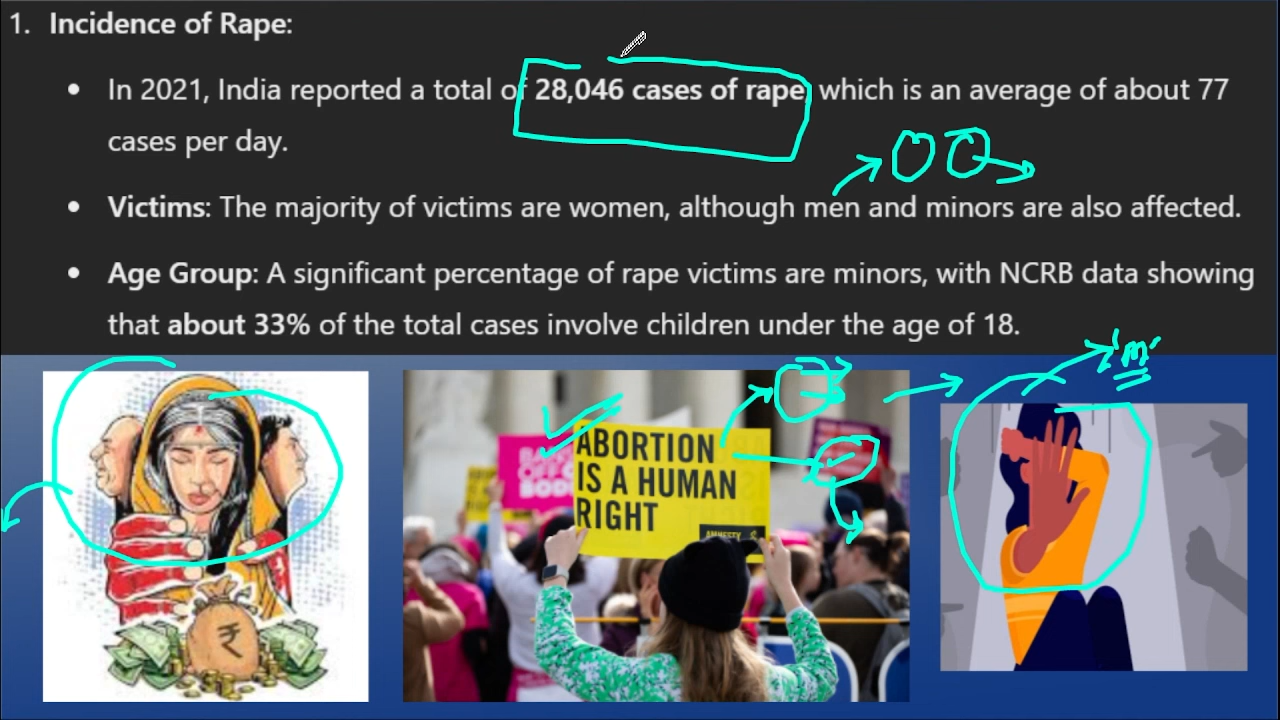 1. Incidence of Rape:
• In 2021, India reported a total of 28,046 cases of rape, which is an average of about 77
cases per day.
• Victims: The majority of victims are women, although men and minors are also affected.
• Age Group: A significant percentage of rape victims are minors, with NCRB data showing
that about 33% of the total cases involve children under the age of 18.
'm'
ABORTION
IS A HUMAN
RIGHT
AMNESTY
₹